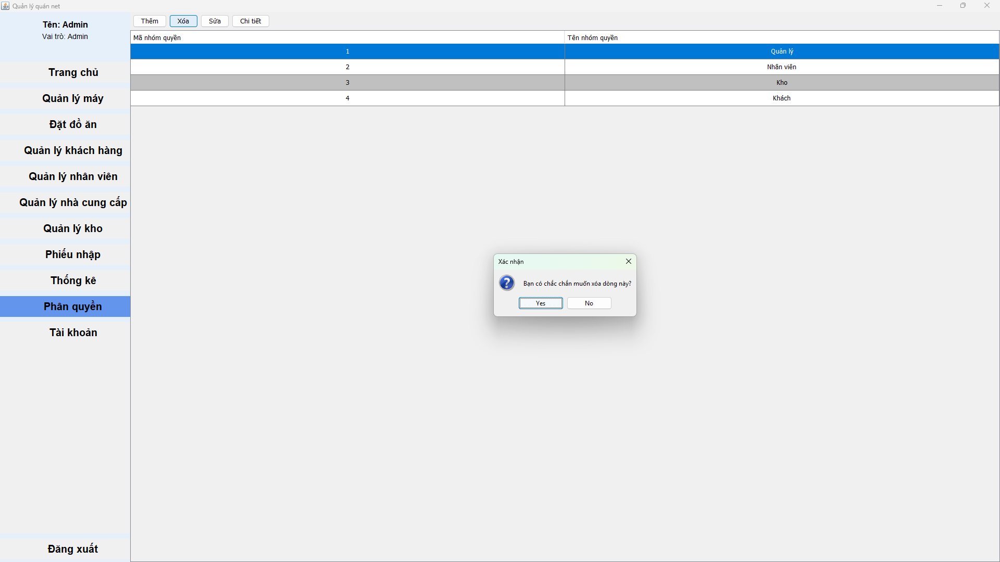 Quản lý quán net
Tên: Admin
Vai trò: Admin
Trang chủ
Quản lý máy
Đặt đồ ăn
Quản lý khách hàng
Quản lý nhân viên
Quản lý nhà cung cấp
Quản lý kho
Phiếu nhập
Thống kê
Phân quyền
Tài khoản
Đăng xuất
Thêm Xóa Sửa Chi tiết
Mã nhóm quyền Tên nhóm quyền
1 Quản lý
2 Nhân viên
3 Kho
4 Khách
Xác nhận
Bạn có chắc chắn muốn xóa dòng này?
Yes No